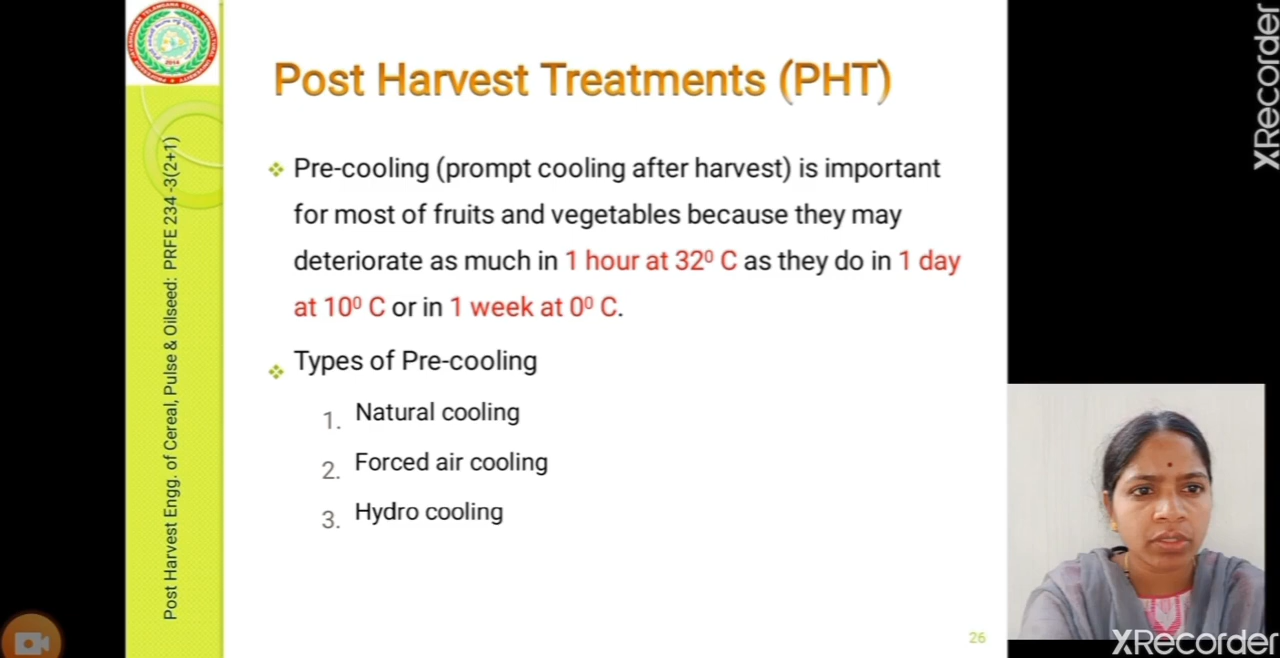 Post Harvest Treatments (PHT)
Pre-cooling (prompt cooling after harvest) is important
for most of fruits and vegetables because they may
deteriorate as much in 1 hour at 32⁰ C as they do in 1 day
at 10⁰ C or in 1 week at 0⁰ C.
Types of Pre-cooling
1. Natural cooling
2. Forced air cooling
3. Hydro cooling
26
Post Harvest Engg. of Cereal, Pulse & Oilseed: PRFE 234 -3(2+1)
2014
XRecorder
XRecorder